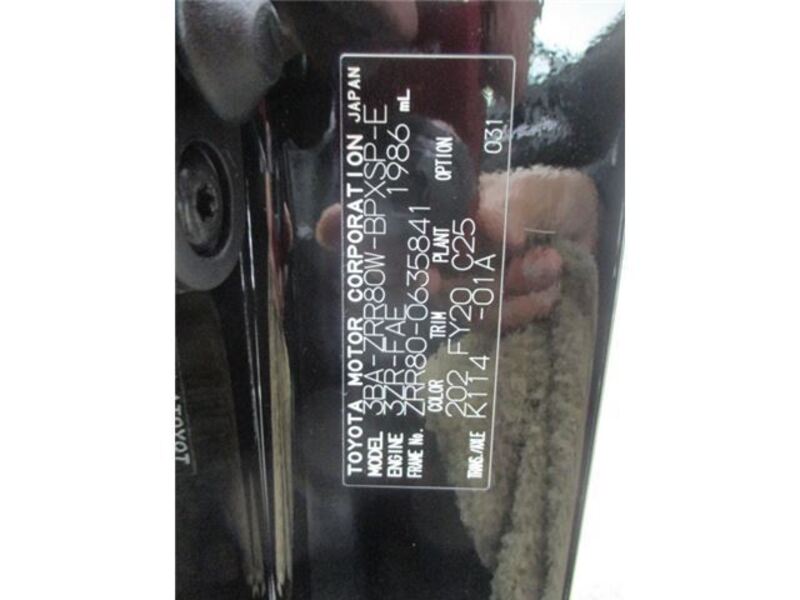 TOYOTA MOTOR CORPORATION JAPAN
MODEL 3BA-ZRR80W-BPXSP-E
ENGINE 3ZR-FAE 1986 mL
FRAME No. ZRR80-0635841
COLOR TRIM PLANT OPTION
202 FY20 C25
TRANS./AXLE K114 -01A 031
TOYOT